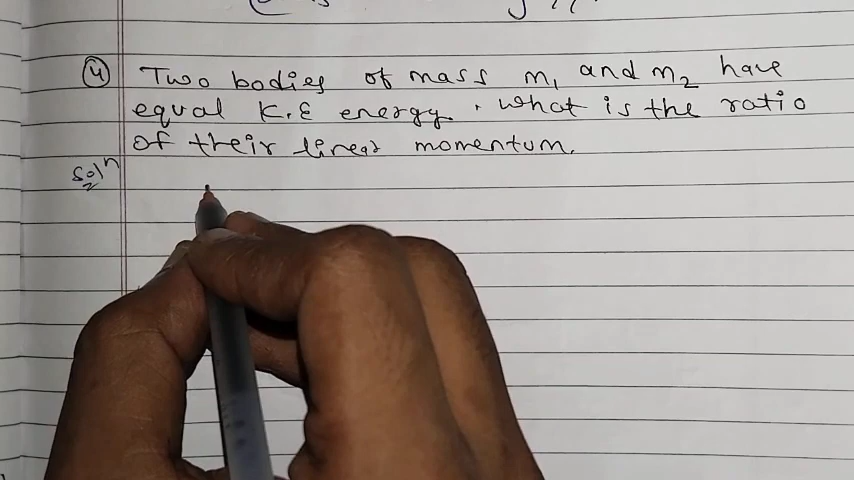 ④ Two bodies of mass m₁ and m₂ have
equal K.E energy. What is the ratio
of their linear momentum.
Solⁿ